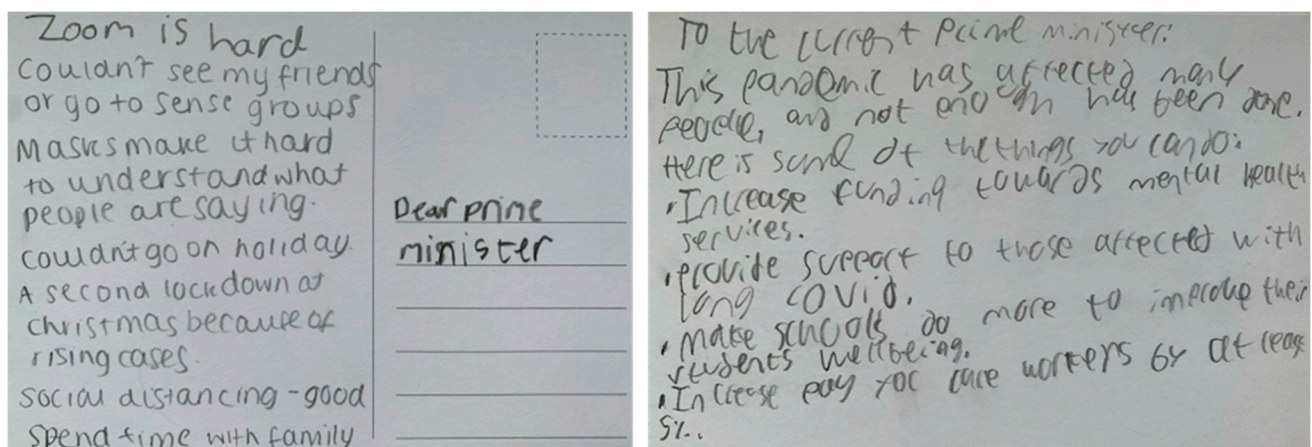 Zoom is hard
Couldn't see my friends
or go to sense groups
Masks make it hard
to understand what
people are saying.
Couldn't go on holiday.
A second lockdown at
christmas because of
rising cases.
Social distancing - good
Spend time with family
Dear prime
minister
To the current Prime minister:
This pandemic has affected many
people, and not enough has been done.
Here is some of the things you can do:
• Increase funding towards mental health
services.
• provide support to those affected with
long COVID.
• Make schools do more to improve their
students wellbeing.
• Increase pay for care workers by at least
5%.